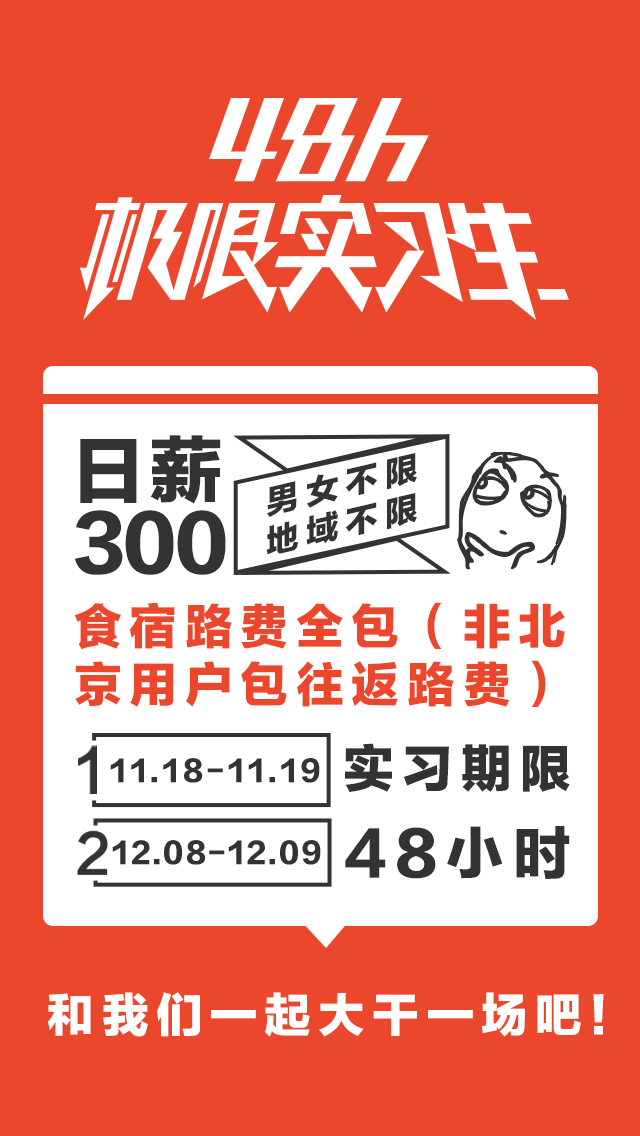 48h
极限实习生
日薪
300
男女不限
地域不限
食宿路费全包（非北
京用户包往返路费）
1 11.18-11.19
实习期限
2 12.08-12.09
48小时
和我们一起大干一场吧！